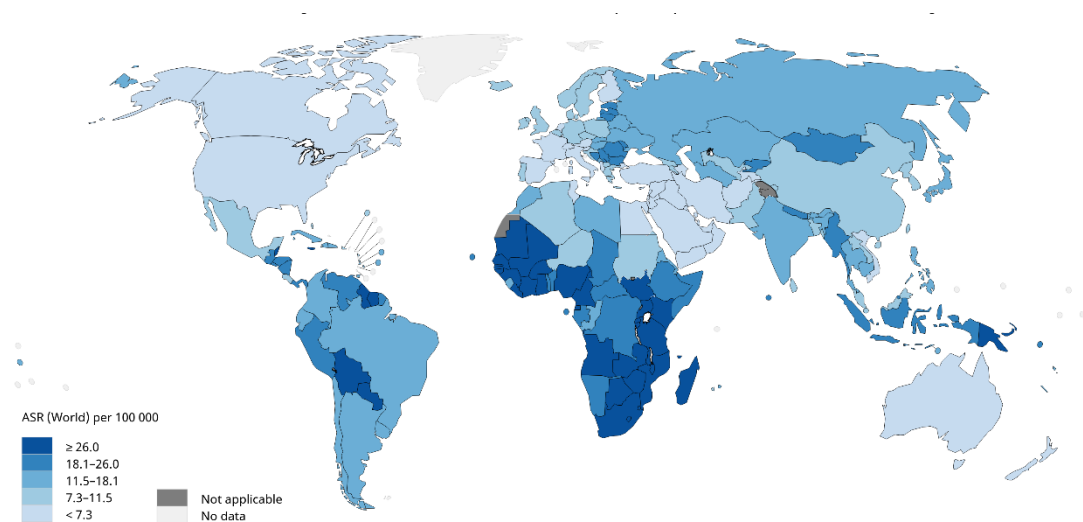 ASR (World) per 100 000
≥ 26.0
18.1–26.0
11.5–18.1
7.3–11.5
< 7.3
Not applicable
No data